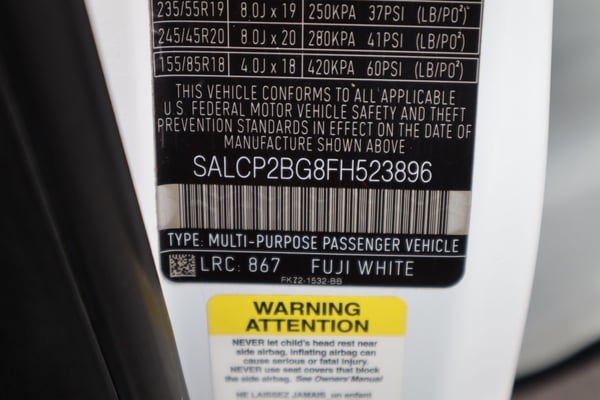 235/55R19 8.0J x 19 250KPA 37PSI (LB/PO²)
245/45R20 8.0J x 20 280KPA 41PSI (LB/PO²)
155/85R18 4.0J x 18 420KPA 60PSI (LB/PO²)
THIS VEHICLE CONFORMS TO ALL APPLICABLE
U.S. FEDERAL MOTOR VEHICLE SAFETY AND THEFT
PREVENTION STANDARDS IN EFFECT ON THE DATE OF
MANUFACTURE SHOWN ABOVE
SALCP2BG8FH523896
TYPE: MULTI-PURPOSE PASSENGER VEHICLE
LRC: 867 FUJI WHITE
FK72-1532-BB
WARNING
ATTENTION
NEVER let child's head rest near
side airbag, inflating airbag can
cause serious or fatal injury.
NEVER use seat covers that block
the side airbag. See Owners Manual
NE LAISSEZ JAMAIS un enfant